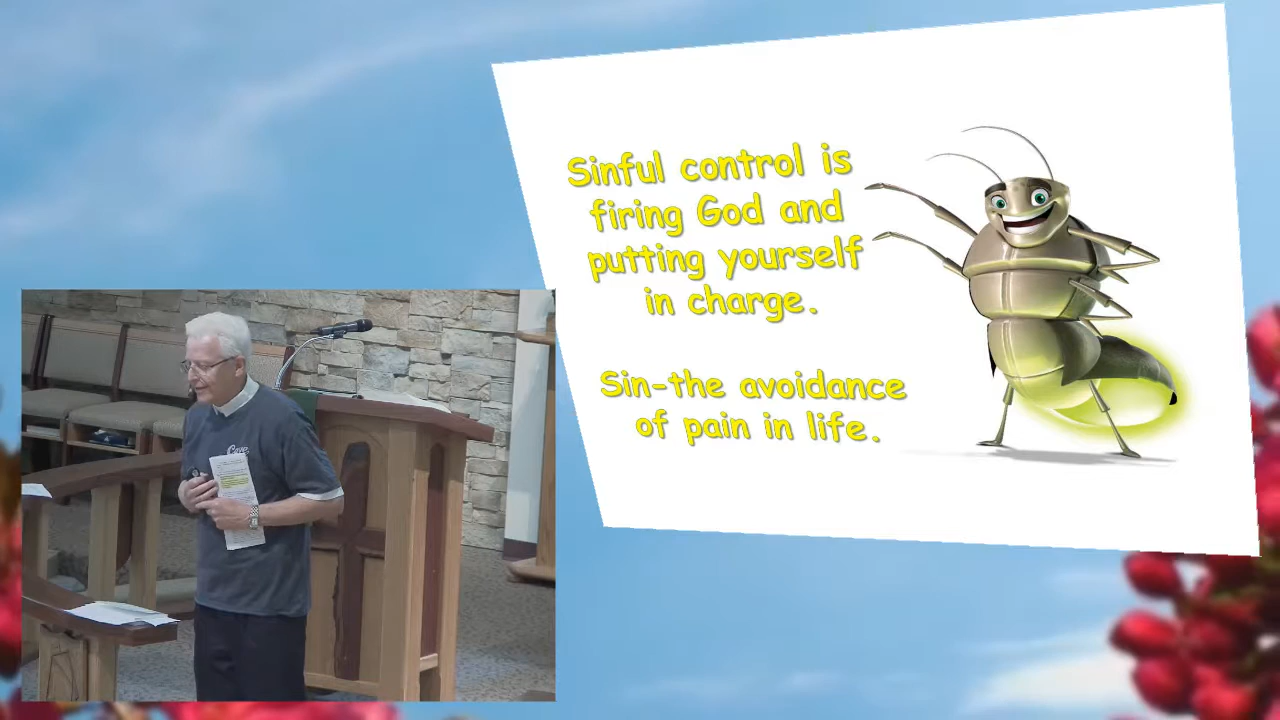 Sinful control is
firing God and
putting yourself
in charge.
Sin-the avoidance
of pain in life.